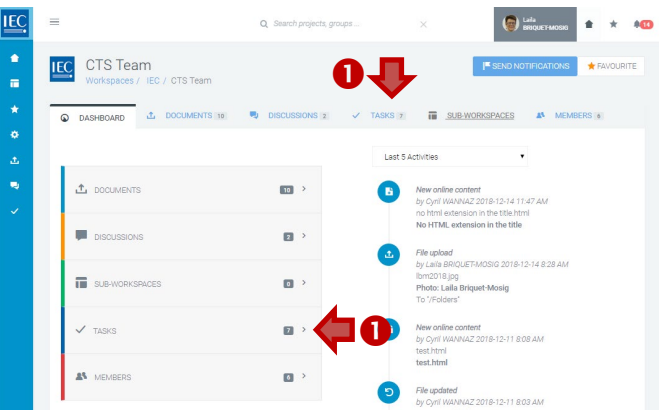 IEC
Search projects, groups ...
Laila
BRIQUET-MOSIG
14
IEC
CTS Team
Workspaces / IEC / CTS Team
1
SEND NOTIFICATIONS
FAVOURITE
DASHBOARD
DOCUMENTS 10
DISCUSSIONS 2
TASKS 7
SUB-WORKSPACES
MEMBERS 6
Last 5 Activities
DOCUMENTS 10
DISCUSSIONS 2
SUB-WORKSPACES 0
TASKS 7
1
MEMBERS 6
New online content
by Cyril WANNAZ 2018-12-14 11:47 AM
no html extension in the title.html
No HTML extension in the title
File upload
by Laila BRIQUET-MOSIG 2018-12-14 8:28 AM
lbm2018.jpg
Photo: Laila Briquet-Mosig
To "/Folders"
New online content
by Cyril WANNAZ 2018-12-11 8:08 AM
test.html
test.html
File updated
by Cyril WANNAZ 2018-12-11 8:03 AM